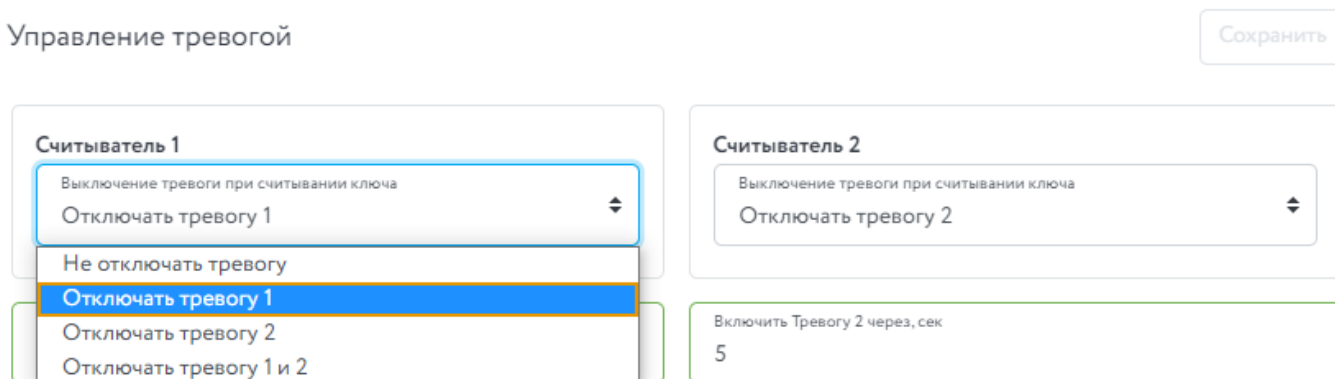 Управление тревогой
Сохранить
Считыватель 1
Выключение тревоги при считывании ключа
Отключать тревогу 1
Не отключать тревогу
Отключать тревогу 1
Отключать тревогу 2
Отключать тревогу 1 и 2
Считыватель 2
Выключение тревоги при считывании ключа
Отключать тревогу 2
Включить Тревогу 2 через, сек
5